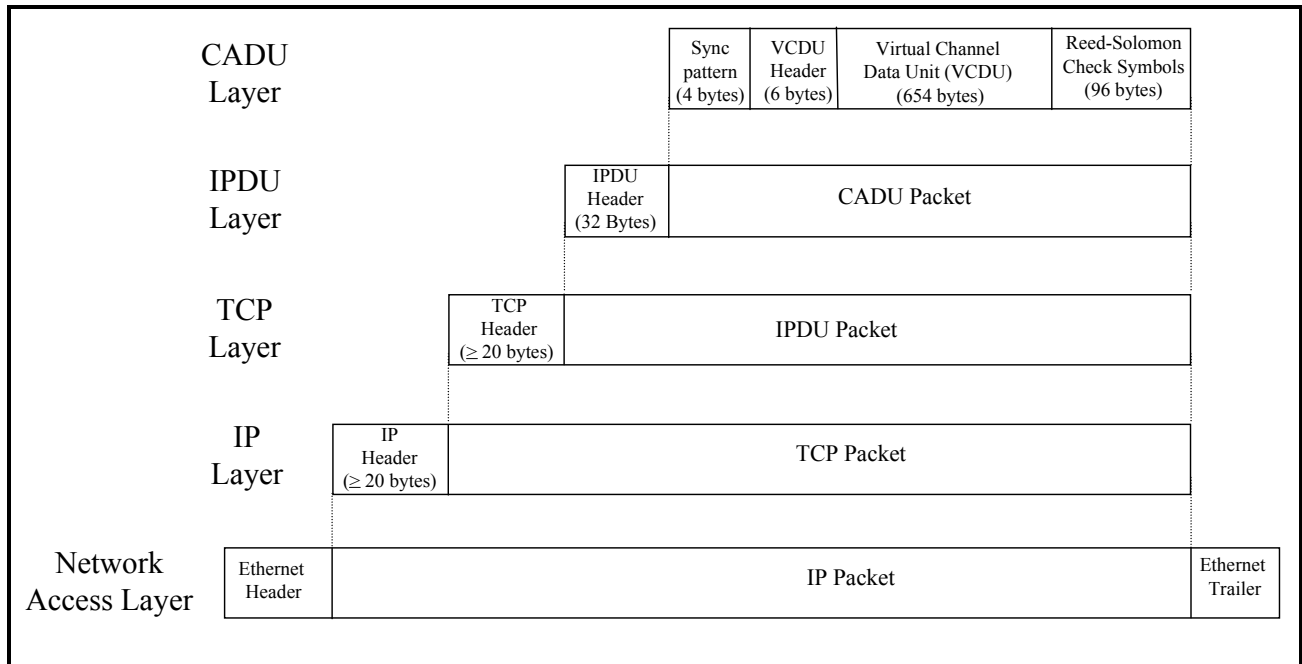 CADU
Layer
Sync
pattern
(4 bytes)
VCDU
Header
(6 bytes)
Virtual Channel
Data Unit (VCDU)
(654 bytes)
Reed-Solomon
Check Symbols
(96 bytes)
IPDU
Layer
IPDU
Header
(32 Bytes)
CADU Packet
TCP
Layer
TCP
Header
(≥ 20 bytes)
IPDU Packet
IP
Layer
IP
Header
(≥ 20 bytes)
TCP Packet
Network
Access Layer
Ethernet
Header
IP Packet
Ethernet
Trailer